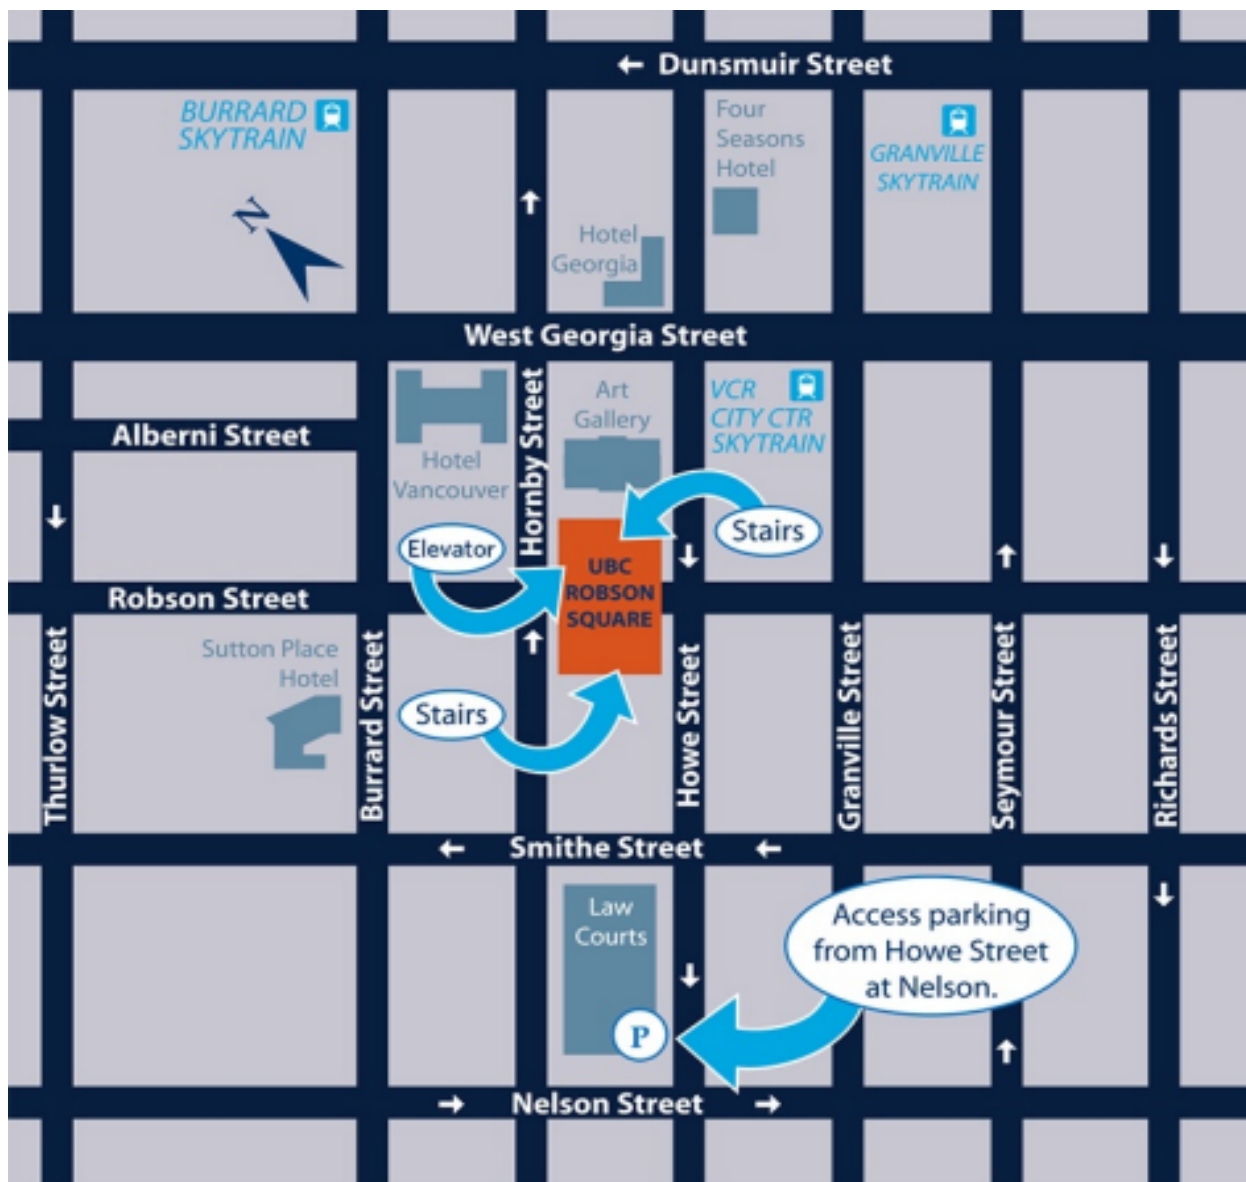 ← Dunsmuir Street
BURRARD
SKYTRAIN
Four
Seasons
Hotel
GRANVILLE
SKYTRAIN
N
Hotel
Georgia
West Georgia Street
Alberni Street
Hotel
Vancouver
Hornby Street
Art
Gallery
VCR
CITY CTR
SKYTRAIN
Stairs
Elevator
UBC
ROBSON
SQUARE
Robson Street
Sutton Place
Hotel
Stairs
Thurlow Street
Burrard Street
Howe Street
Granville Street
Seymour Street
Richards Street
← Smithe Street ←
Law
Courts
Access parking
from Howe Street
at Nelson.
P
→ Nelson Street →